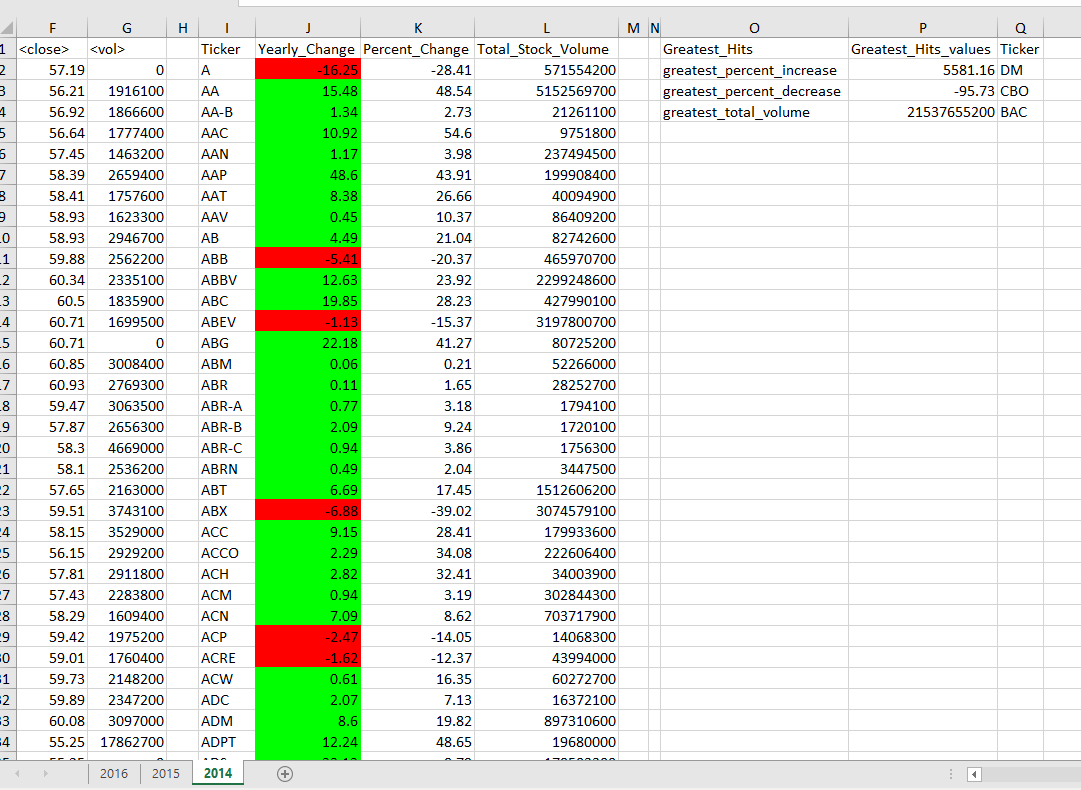 F G H I J K L M N O P Q
1 <close> <vol> Ticker Yearly_Change Percent_Change Total_Stock_Volume Greatest_Hits Greatest_Hits_values Ticker
2 57.19 0 A -16.25 -28.41 571554200 greatest_percent_increase 5581.16 DM
3 56.21 1916100 AA 15.48 48.54 5152569700 greatest_percent_decrease -95.73 CBO
4 56.92 1866600 AA-B 1.34 2.73 21261100 greatest_total_volume 21537655200 BAC
5 56.64 1777400 AAC 10.92 54.6 9751800
6 57.45 1463200 AAN 1.17 3.98 237494500
7 58.39 2659400 AAP 48.6 43.91 199908400
8 58.41 1757600 AAT 8.38 26.66 40094900
9 58.93 1623300 AAV 0.45 10.37 86409200
.0 58.93 2946700 AB 4.49 21.04 82742600
.1 59.88 2562200 ABB -5.41 -20.37 465970700
.2 60.34 2335100 ABBV 12.63 23.92 2299248600
.3 60.5 1835900 ABC 19.85 28.23 427990100
.4 60.71 1699500 ABEV -1.13 -15.37 3197800700
.5 60.71 0 ABG 22.18 41.27 80725200
.6 60.85 3008400 ABM 0.06 0.21 52266000
.7 60.93 2769300 ABR 0.11 1.65 28252700
.8 59.47 3063500 ABR-A 0.77 3.18 1794100
.9 57.87 2656300 ABR-B 2.09 9.24 1720100
20 58.3 4669000 ABR-C 0.94 3.86 1756300
21 58.1 2536200 ABRN 0.49 2.04 3447500
22 57.65 2163000 ABT 6.69 17.45 1512606200
23 59.51 3743100 ABX -6.88 -39.02 3074579100
24 58.15 3529000 ACC 9.15 28.41 179933600
25 56.15 2929200 ACCO 2.29 34.08 222606400
26 57.81 2911800 ACH 2.82 32.41 34003900
27 57.43 2283800 ACM 0.94 3.19 302844300
28 58.29 1609400 ACN 7.09 8.62 703717900
29 59.42 1975200 ACP -2.47 -14.05 14068300
30 59.01 1760400 ACRE -1.62 -12.37 43994000
31 59.73 2148200 ACW 0.61 16.35 60272700
32 59.89 2347200 ADC 2.07 7.13 16372100
33 60.08 3097000 ADM 8.6 19.82 897310600
34 55.25 17862700 ADPT 12.24 48.65 19680000
2016 2015 2014